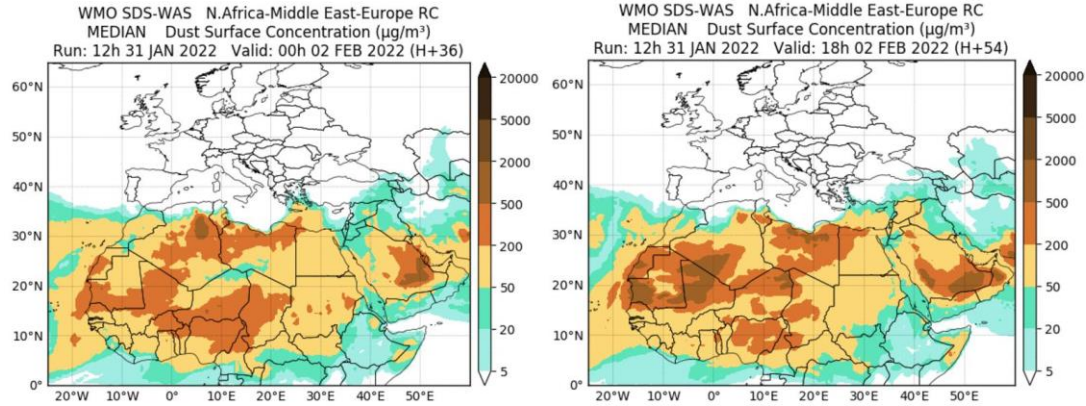 WMO SDS-WAS N.Africa-Middle East-Europe RC
MEDIAN Dust Surface Concentration (µg/m³)
Run: 12h 31 JAN 2022 Valid: 00h 02 FEB 2022 (H+36)
60°N
50°N
40°N
30°N
20°N
10°N
0°
20°W
10°W
0°
10°E
20°E
30°E
40°E
50°E
20000
5000
2000
500
200
50
20
5
WMO SDS-WAS N.Africa-Middle East-Europe RC
MEDIAN Dust Surface Concentration (µg/m³)
Run: 12h 31 JAN 2022 Valid: 18h 02 FEB 2022 (H+54)
60°N
50°N
40°N
30°N
20°N
10°N
0°
20°W
10°W
0°
10°E
20°E
30°E
40°E
50°E
20000
5000
2000
500
200
50
20
5